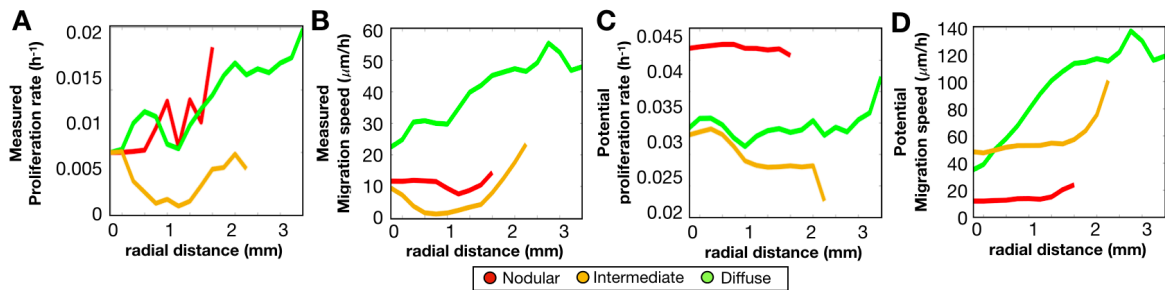 A
Measured
Proliferation rate (h⁻¹)
0.02
0.015
0.01
0.005
0
0 1 2 3
radial distance (mm)
B
Measured
Migration speed (μm/h)
60
50
40
30
20
10
0
0 1 2 3
radial distance (mm)
C
Potential
proliferation rate (h⁻¹)
0.045
0.04
0.035
0.03
0.025
0.02
0 1 2 3
radial distance (mm)
D
Potential
Migration speed (μm/h)
140
120
100
80
60
40
20
0
0 1 2 3
radial distance (mm)
Nodular Intermediate Diffuse